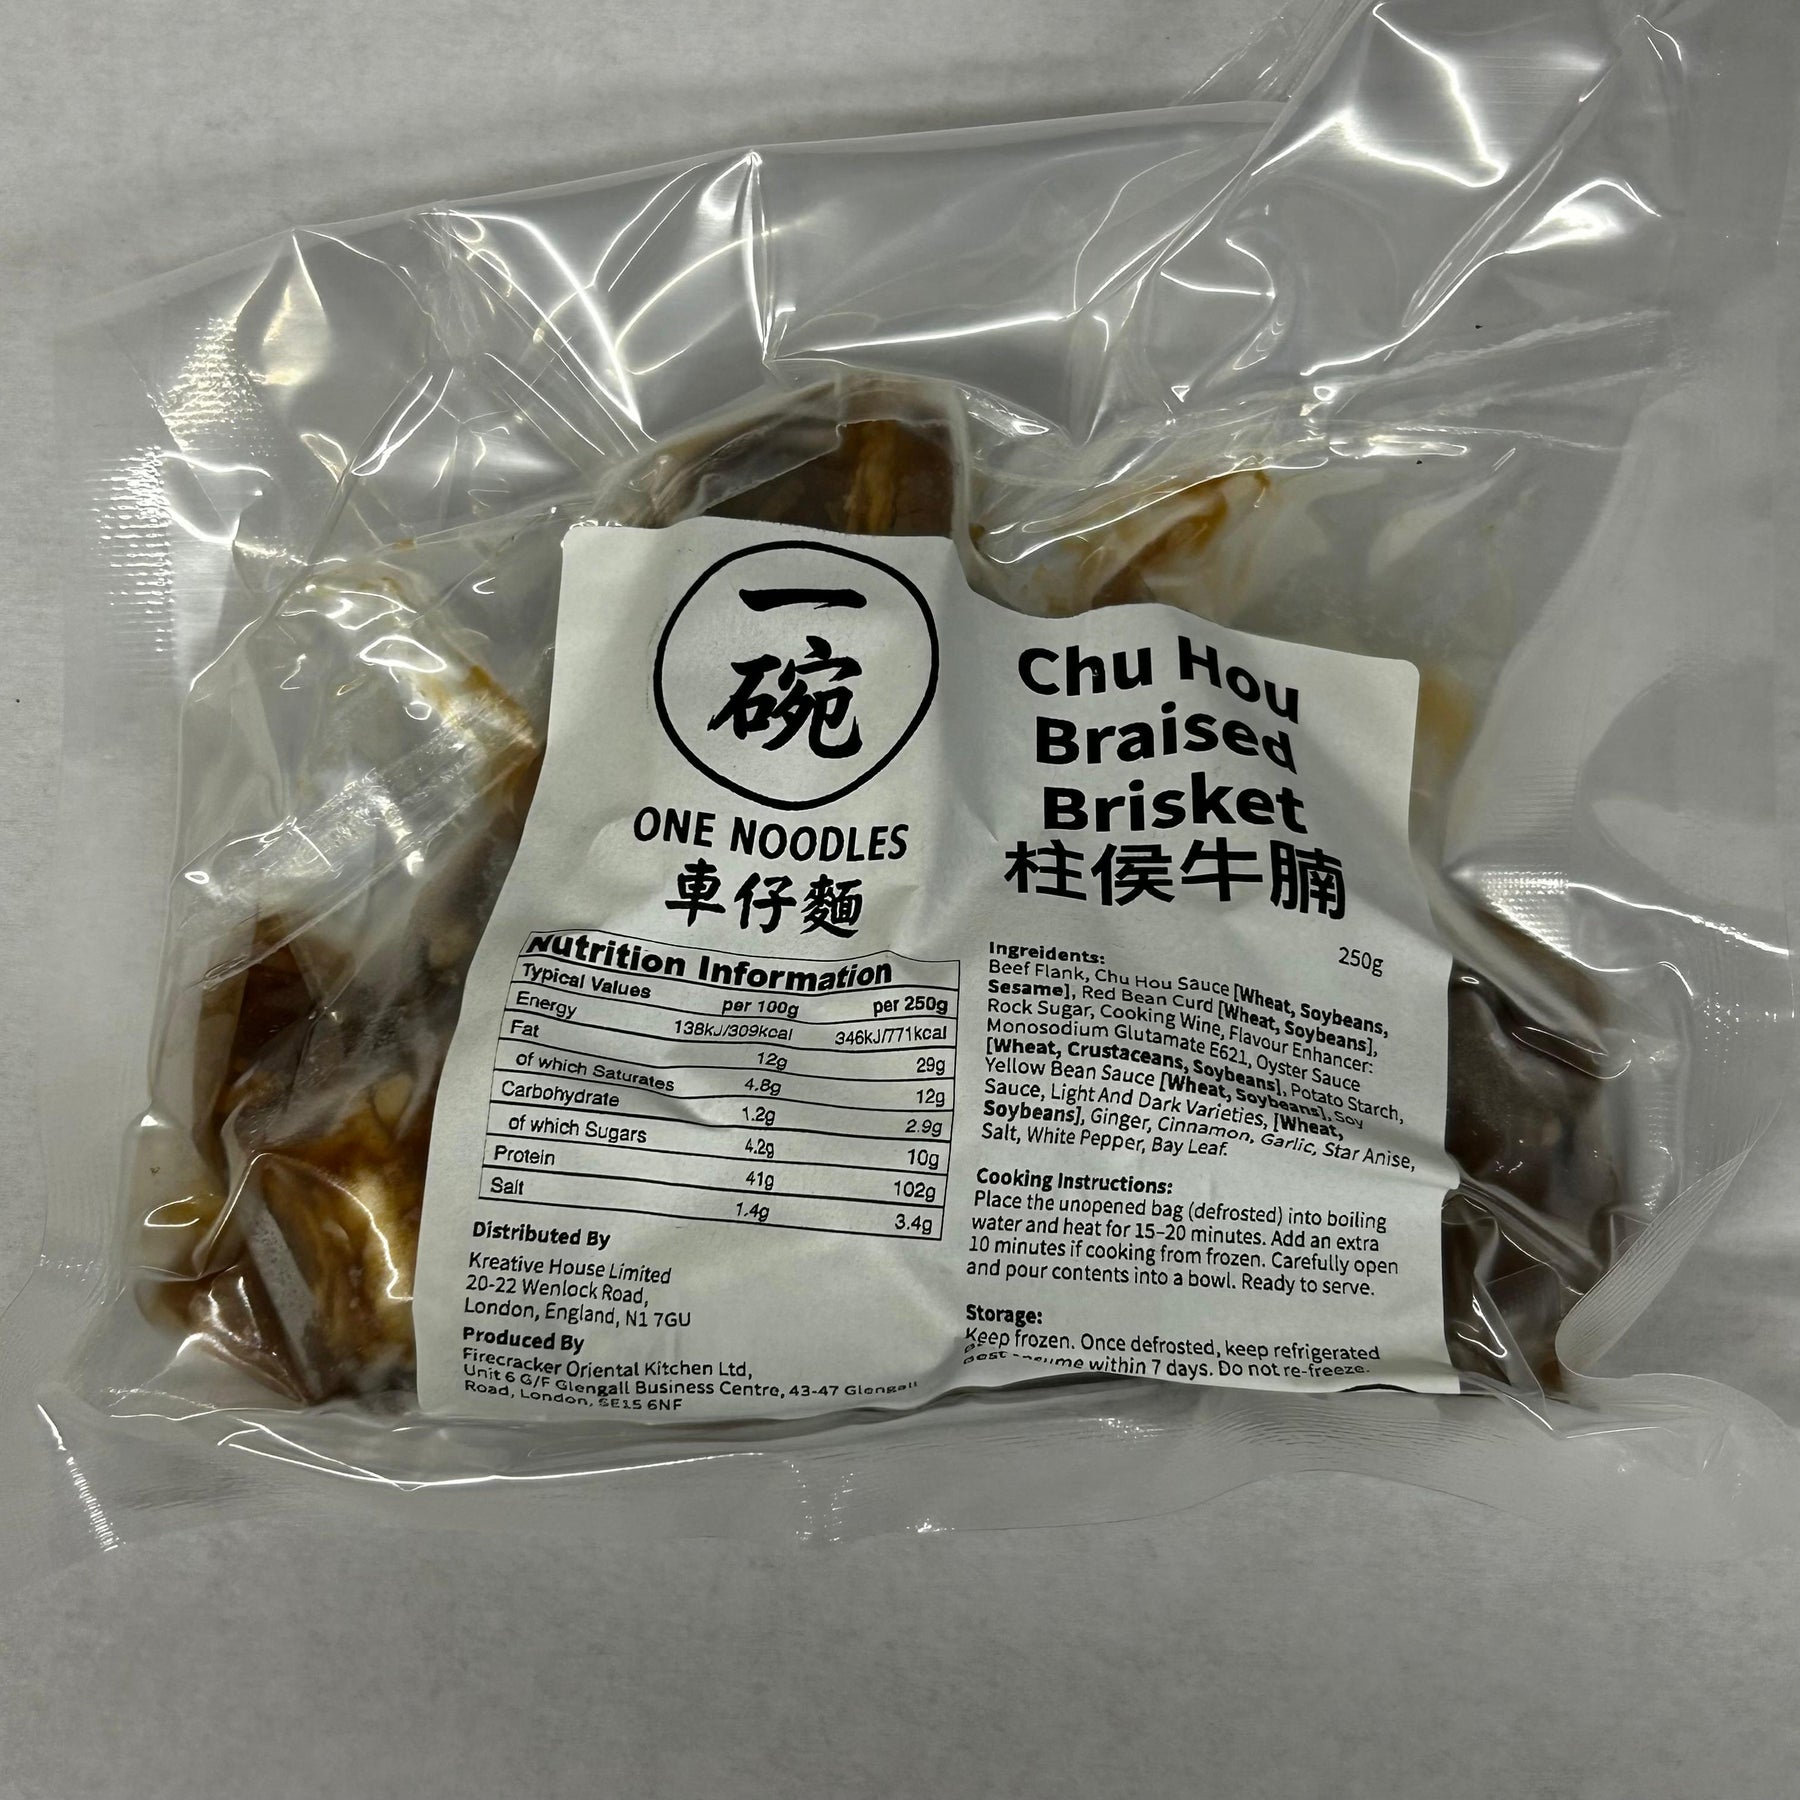 一
碗
ONE NOODLES
車仔麵
Nutrition Information
Typical Values per 100g per 250g
Energy 138kJ/309kcal 346kJ/771kcal
Fat 12g 29g
of which Saturates 4.8g 12g
Carbohydrate 1.2g 2.9g
of which Sugars 4.2g 10g
Protein 41g 102g
Salt 1.4g 3.4g
Distributed By
Kreative House Limited
20-22 Wenlock Road,
London, England, N1 7GU
Produced By
Firecracker Oriental Kitchen Ltd,
Unit 6 G/F Glengall Business Centre, 43-47 Glengall
Road, London, SE15 6NF
Chu Hou
Braised
Brisket
柱侯牛腩
250g
Ingreidents:
Beef Flank, Chu Hou Sauce [Wheat, Soybeans,
Sesame], Red Bean Curd [Wheat, Soybeans],
Rock Sugar, Cooking Wine, Flavour Enhancer:
Monosodium Glutamate E621, Oyster Sauce
[Wheat, Crustaceans, Soybeans], Potato Starch,
Yellow Bean Sauce [Wheat, Soybeans], Soy
Sauce, Light And Dark Varieties, [Wheat,
Soybeans], Ginger, Cinnamon, Garlic, Star Anise,
Salt, White Pepper, Bay Leaf.
Cooking Instructions:
Place the unopened bag (defrosted) into boiling
water and heat for 15-20 minutes. Add an extra
10 minutes if cooking from frozen. Carefully open
and pour contents into a bowl. Ready to serve.
Storage:
Keep frozen. Once defrosted, keep refrigerated
within 7 days. Do not re-freeze.